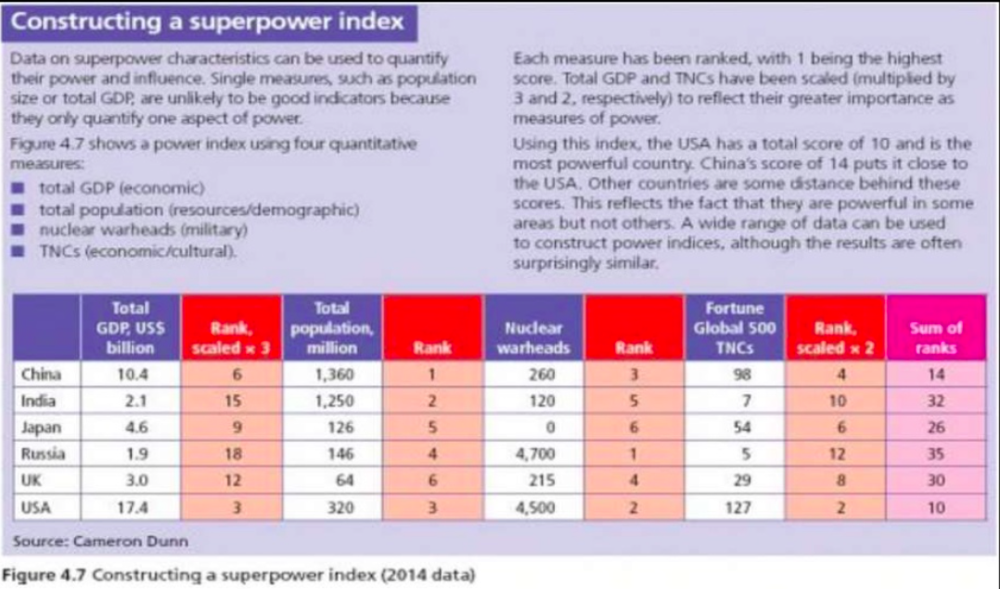 Constructing a superpower index
Data on superpower characteristics can be used to quantify
their power and influence. Single measures, such as population
size or total GDP, are unlikely to be good indicators because
they only quantify one aspect of power.
Figure 4.7 shows a power index using four quantitative
measures:
■ total GDP (economic)
■ total population (resources/demographic)
■ nuclear warheads (military)
■ TNCs (economic/cultural).
Each measure has been ranked, with 1 being the highest
score. Total GDP and TNCs have been scaled (multiplied by
3 and 2, respectively) to reflect their greater importance as
measures of power.
Using this index, the USA has a total score of 10 and is the
most powerful country. China's score of 14 puts it close to
the USA. Other countries are some distance behind these
scores. This reflects the fact that they are powerful in some
areas but not others. A wide range of data can be used
to construct power indices, although the results are often
surprisingly similar.
Total Total Fortune
GDP, US$ Rank, population, Nuclear Global 500 Rank, Sum of
billion scaled × 3 million Rank warheads Rank TNCs scaled × 2 ranks
China 10.4 6 1,360 1 260 3 98 4 14
India 2.1 15 1,250 2 120 5 7 10 32
Japan 4.6 9 126 5 0 6 54 6 26
Russia 1.9 18 146 4 4,700 1 5 12 35
UK 3.0 12 64 6 215 4 29 8 30
USA 17.4 3 320 3 4,500 2 127 2 10
Source: Cameron Dunn
Figure 4.7 Constructing a superpower index (2014 data)